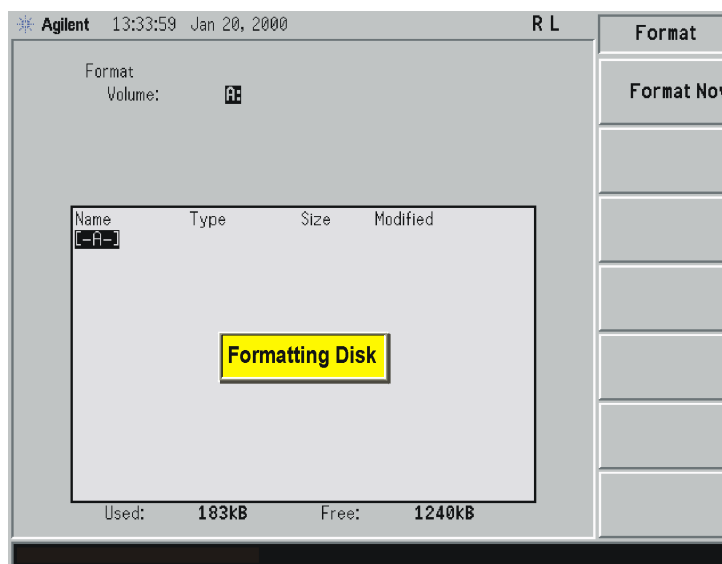 Agilent 13:33:59 Jan 20, 2000 R L
Format
Format
Volume: A:
Format Now
Name Type Size Modified
[-A-]
Formatting Disk
Used: 183kB Free: 1240kB